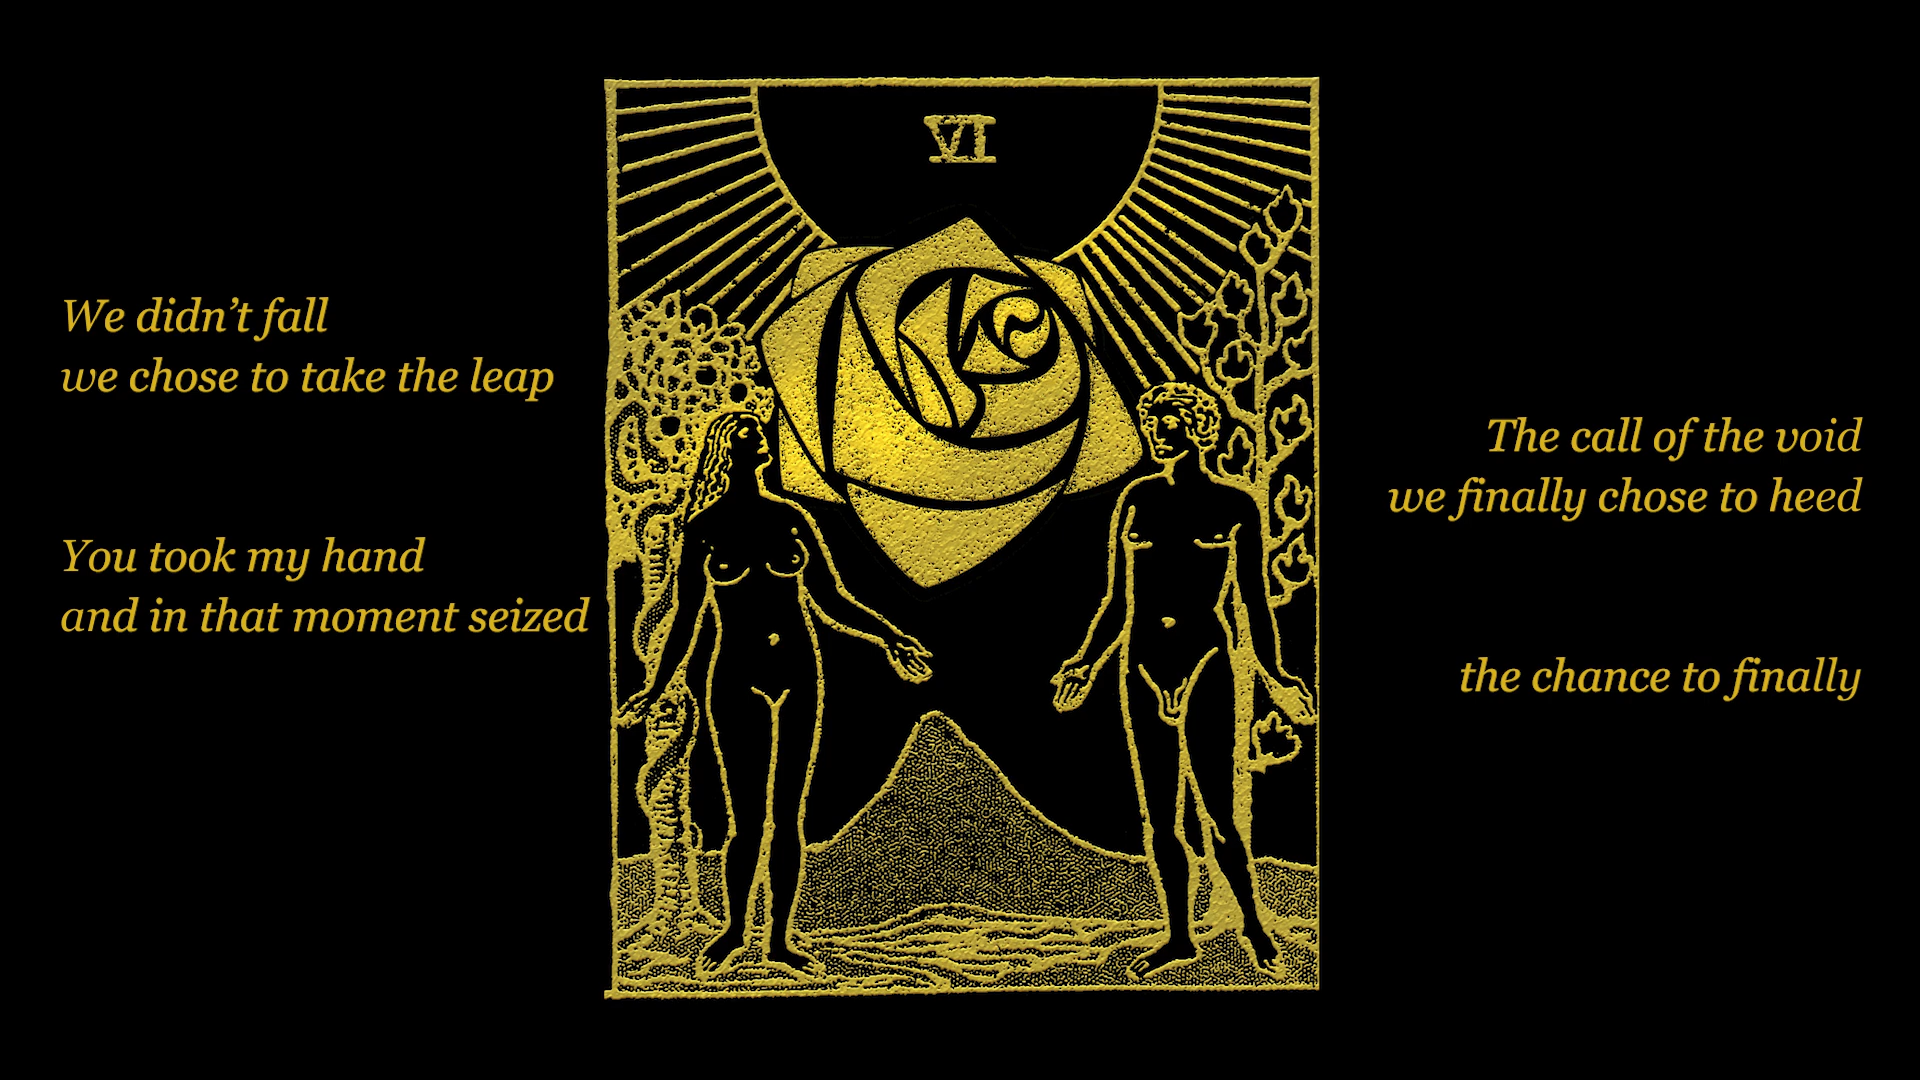 VI
We didn’t fall
we chose to take the leap
The call of the void
we finally chose to heed
You took my hand
and in that moment seized
the chance to finally